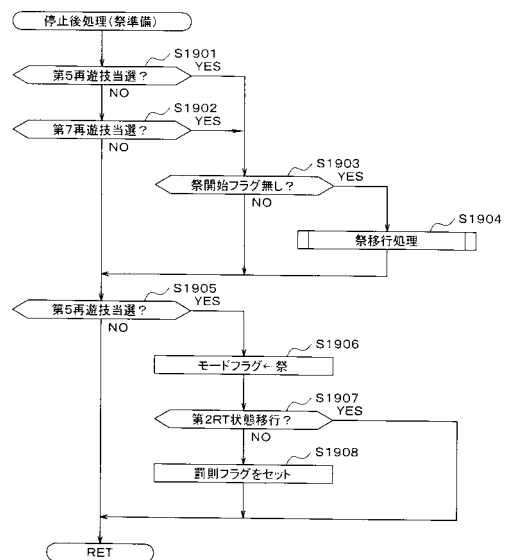 停止後処理(祭準備)
S1901
第5再遊技当選?
YES
NO
S1902
第7再遊技当選?
YES
NO
S1903
祭開始フラグ無し?
YES
NO
S1904
祭移行処理
S1905
第5再遊技当選?
YES
NO
S1906
モードフラグ←祭
S1907
第2RT状態移行?
YES
NO
S1908
罰則フラグをセット
RET